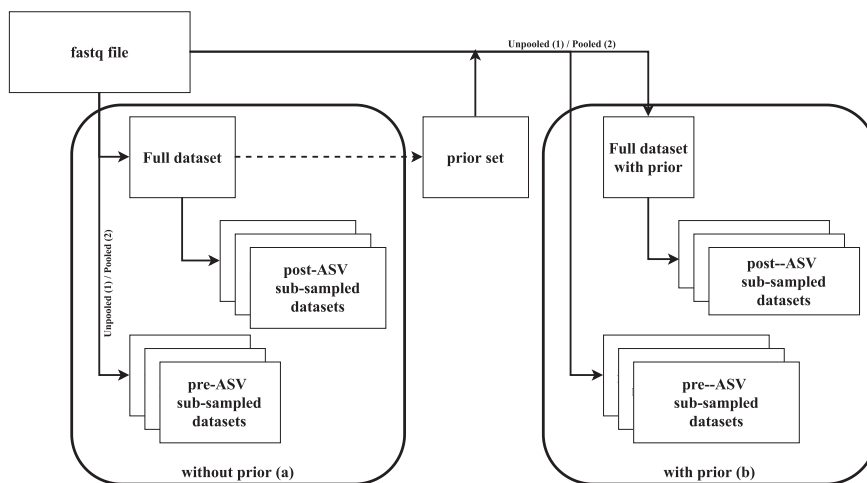 fastq file
Unpooled (1) / Pooled (2)
Full dataset
prior set
Full dataset
with prior
Unpooled (1) / Pooled (2)
post-ASV
sub-sampled
datasets
post--ASV
sub-sampled
datasets
pre-ASV
sub-sampled
datasets
pre--ASV
sub-sampled
datasets
without prior (a)
with prior (b)